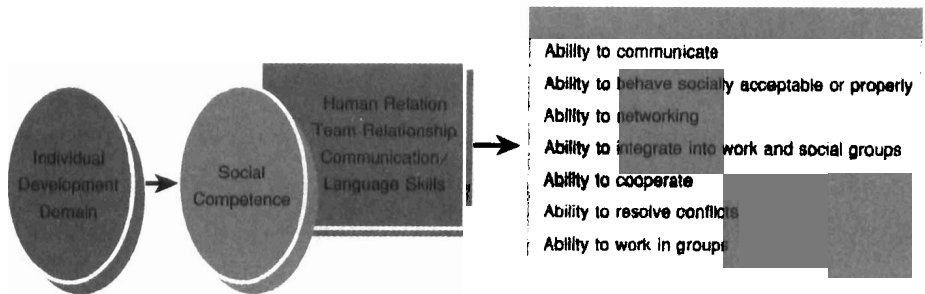 Individual
Development
Domain
Social
Competence
Human Relation
Team Relationship
Communication/
Language Skills
Ability to communicate
Ability to behave socially acceptable or properly
Ability to networking
Ability to integrate into work and social groups
Ability to cooperate
Ability to resolve conflicts
Ability to work in groups